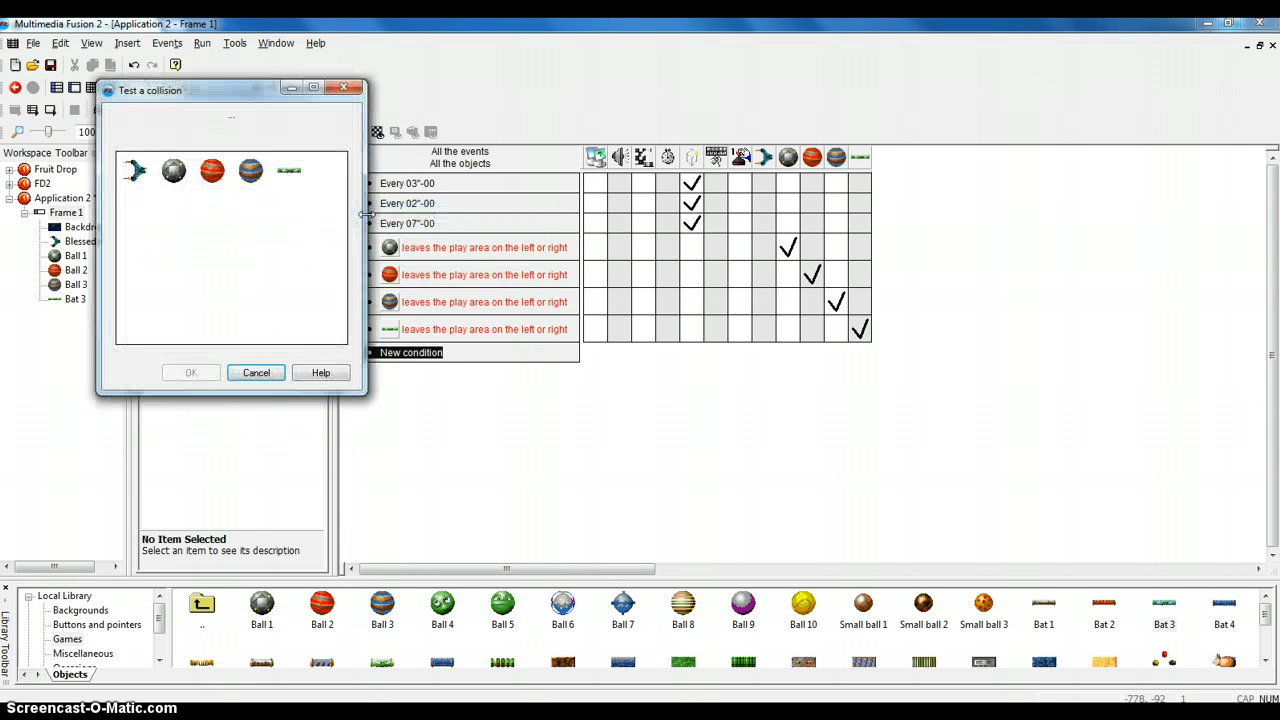 Multimedia Fusion 2 - [Application 2 - Frame 1]
File Edit View Insert Events Run Tools Window Help
Test a collision
...
100
Workspace Toolbar
Fruit Drop
FD2
Application 2
Frame 1
Backdr
Blessed
Ball 1
Ball 2
Ball 3
Bat 3
OK Cancel Help
All the events
All the objects
Every 03"-00
Every 02"-00
Every 07"-00
leaves the play area on the left or right
leaves the play area on the left or right
leaves the play area on the left or right
leaves the play area on the left or right
New condition
No Item Selected
Select an item to see its description
Library Toolbar
Local Library
Backgrounds
Buttons and pointers
Games
Miscellaneous
Objects
.. Ball 1 Ball 2 Ball 3 Ball 4 Ball 5 Ball 6 Ball 7 Ball 8 Ball 9 Ball 10 Small ball 1 Small ball 2 Small ball 3 Bat 1 Bat 2 Bat 3 Bat 4
-778, -92 1 CAP NUM
Screencast-O-Matic.com